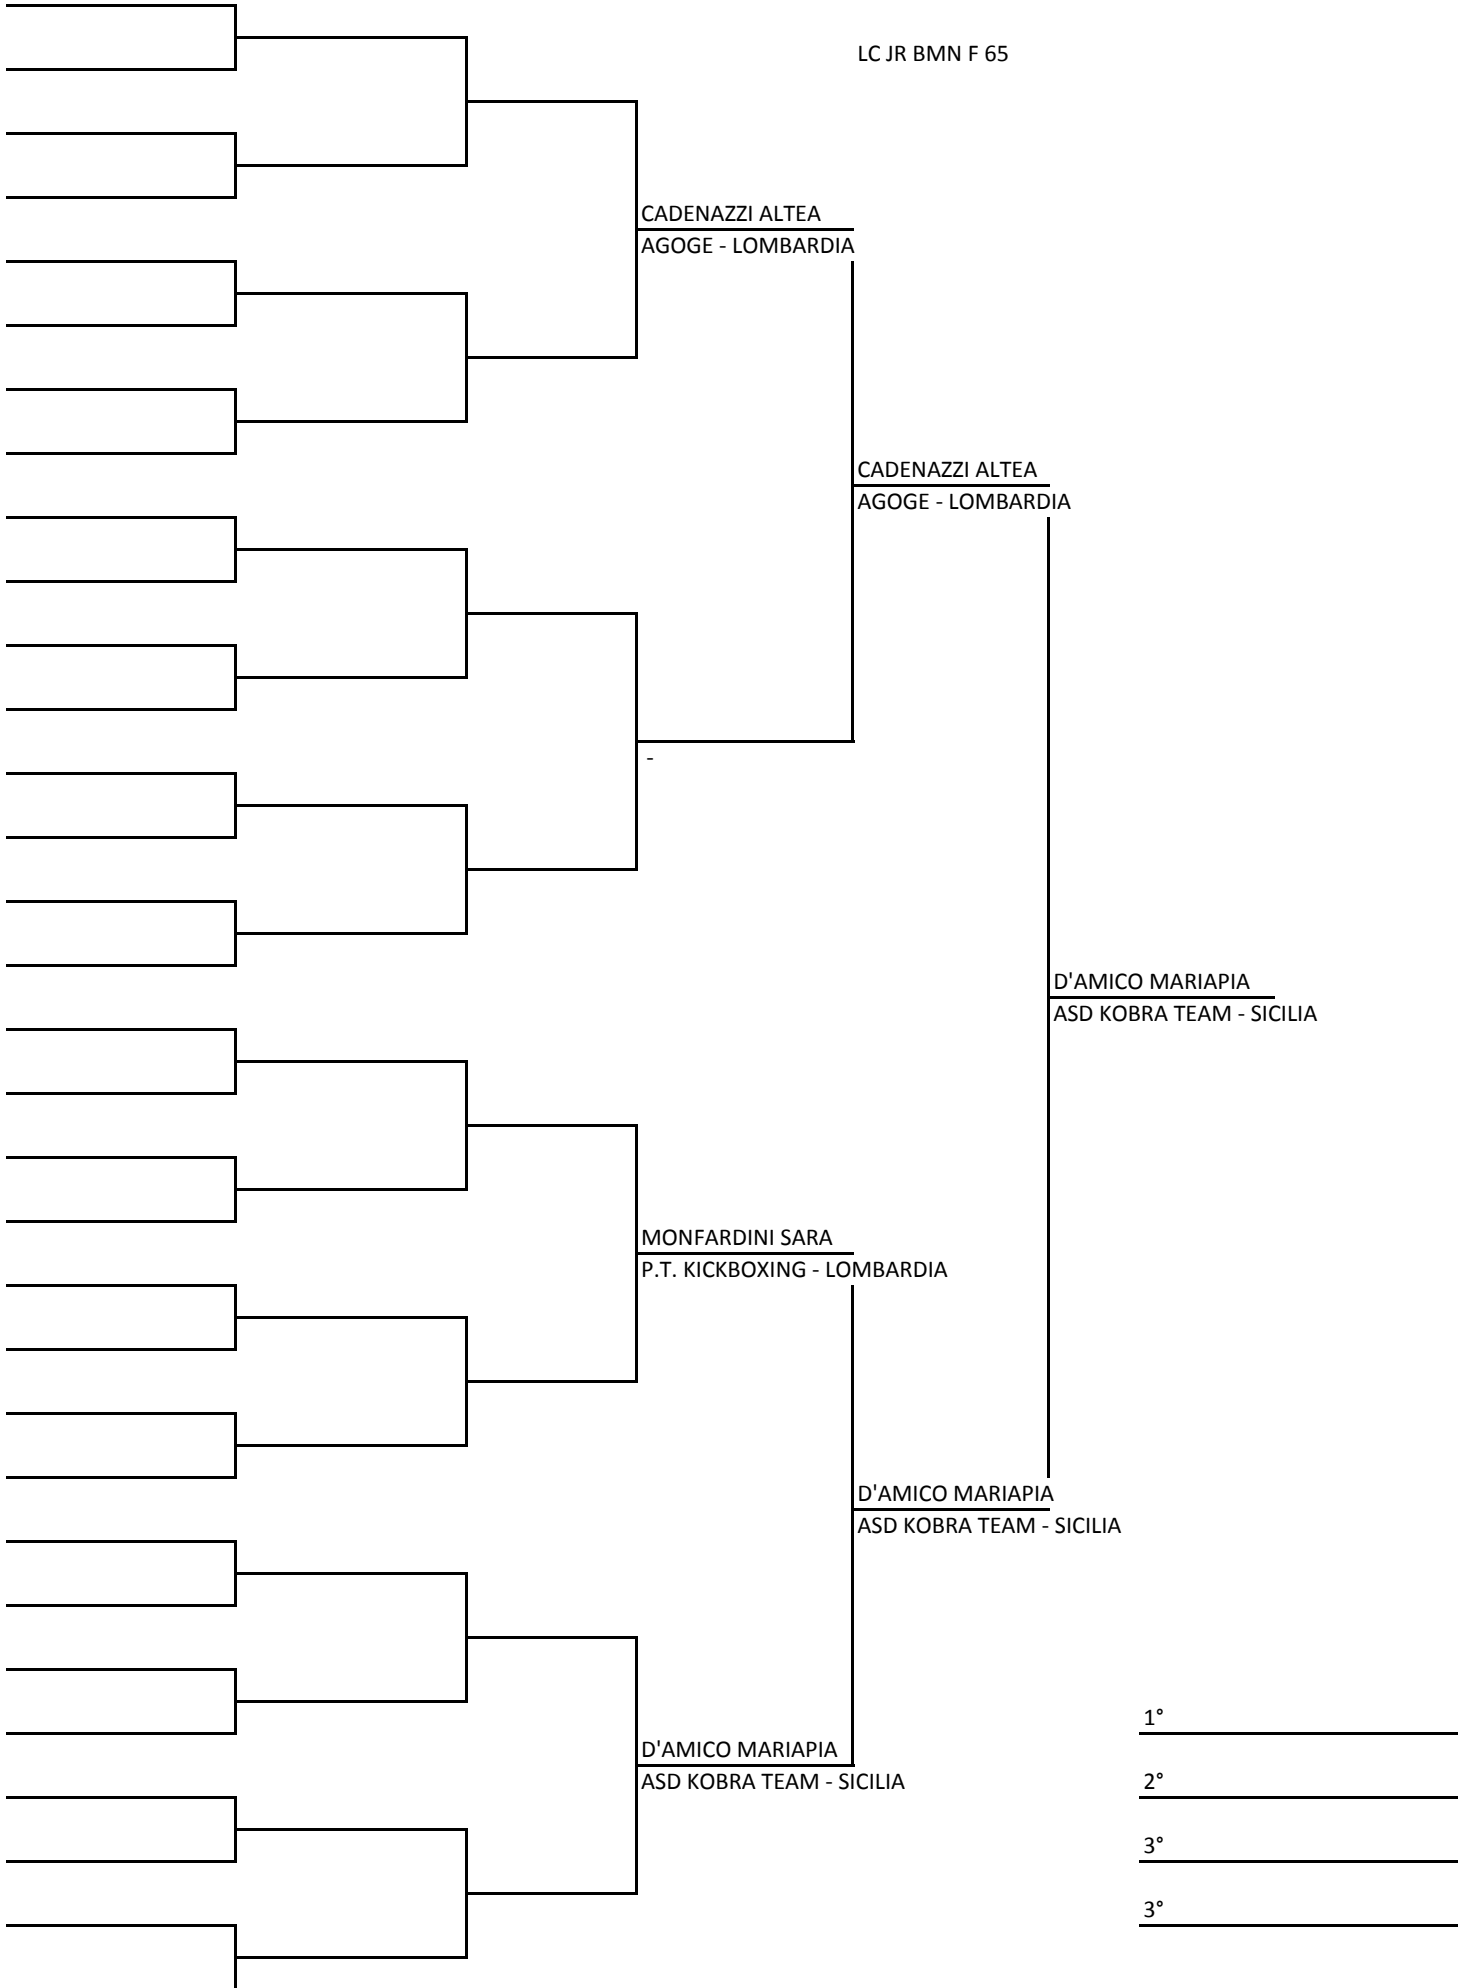 LC JR BMN F 65
CADENAZZI ALTEA
AGOGE - LOMBARDIA
CADENAZZI ALTEA
AGOGE - LOMBARDIA
-
D'AMICO MARIAPIA
ASD KOBRA TEAM - SICILIA
MONFARDINI SARA
P.T. KICKBOXING - LOMBARDIA
D'AMICO MARIAPIA
ASD KOBRA TEAM - SICILIA
1°
D'AMICO MARIAPIA
ASD KOBRA TEAM - SICILIA
2°
3°
3°